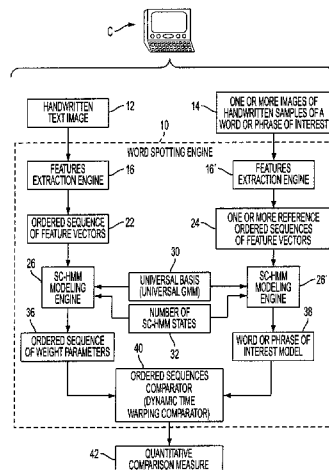 C
HANDWRITTEN
TEXT IMAGE
12
14
ONE OR MORE IMAGES OF
HANDWRITTEN SAMPLES OF A
WORD OR PHRASE OF INTEREST
10
WORD SPOTTING ENGINE
FEATURES
EXTRACTION ENGINE
16
16'
FEATURES
EXTRACTION ENGINE
ORDERED SEQUENCE
OF FEATURE VECTORS
22
24
ONE OR MORE REFERENCE
ORDERED SEQUENCES
OF FEATURE VECTORS
26
SC-HMM
MODELING
ENGINE
30
UNIVERSAL BASIS
(UNIVERSAL GMM)
NUMBER OF
SC-HMM STATES
32
SC-HMM
MODELING
ENGINE
26'
36
ORDERED SEQUENCE
OF WEIGHT PARAMETERS
38
WORD OR PHRASE OF
INTEREST MODEL
40
ORDERED SEQUENCES
COMPARATOR
(DYNAMIC TIME
WARPING COMPARATOR)
42
QUANTITATIVE
COMPARISON MEASURE